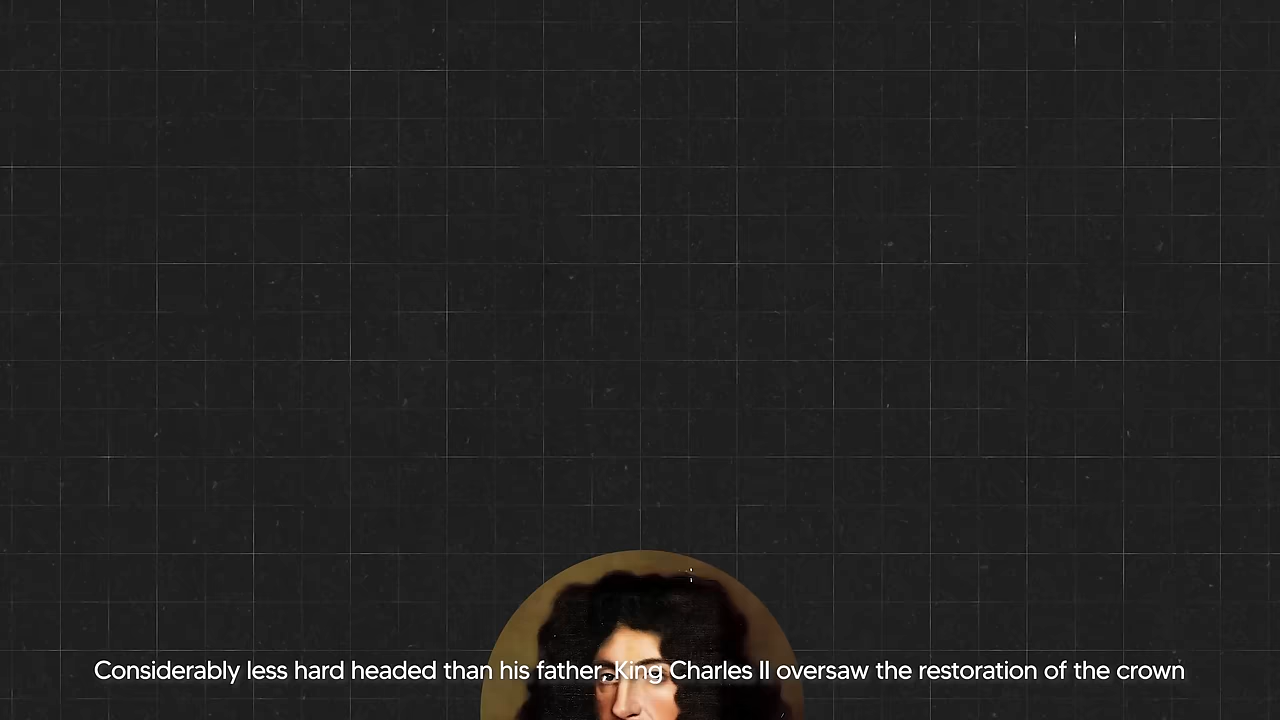 Considerably less hard headed than his father, King Charles II oversaw the restoration of the crown